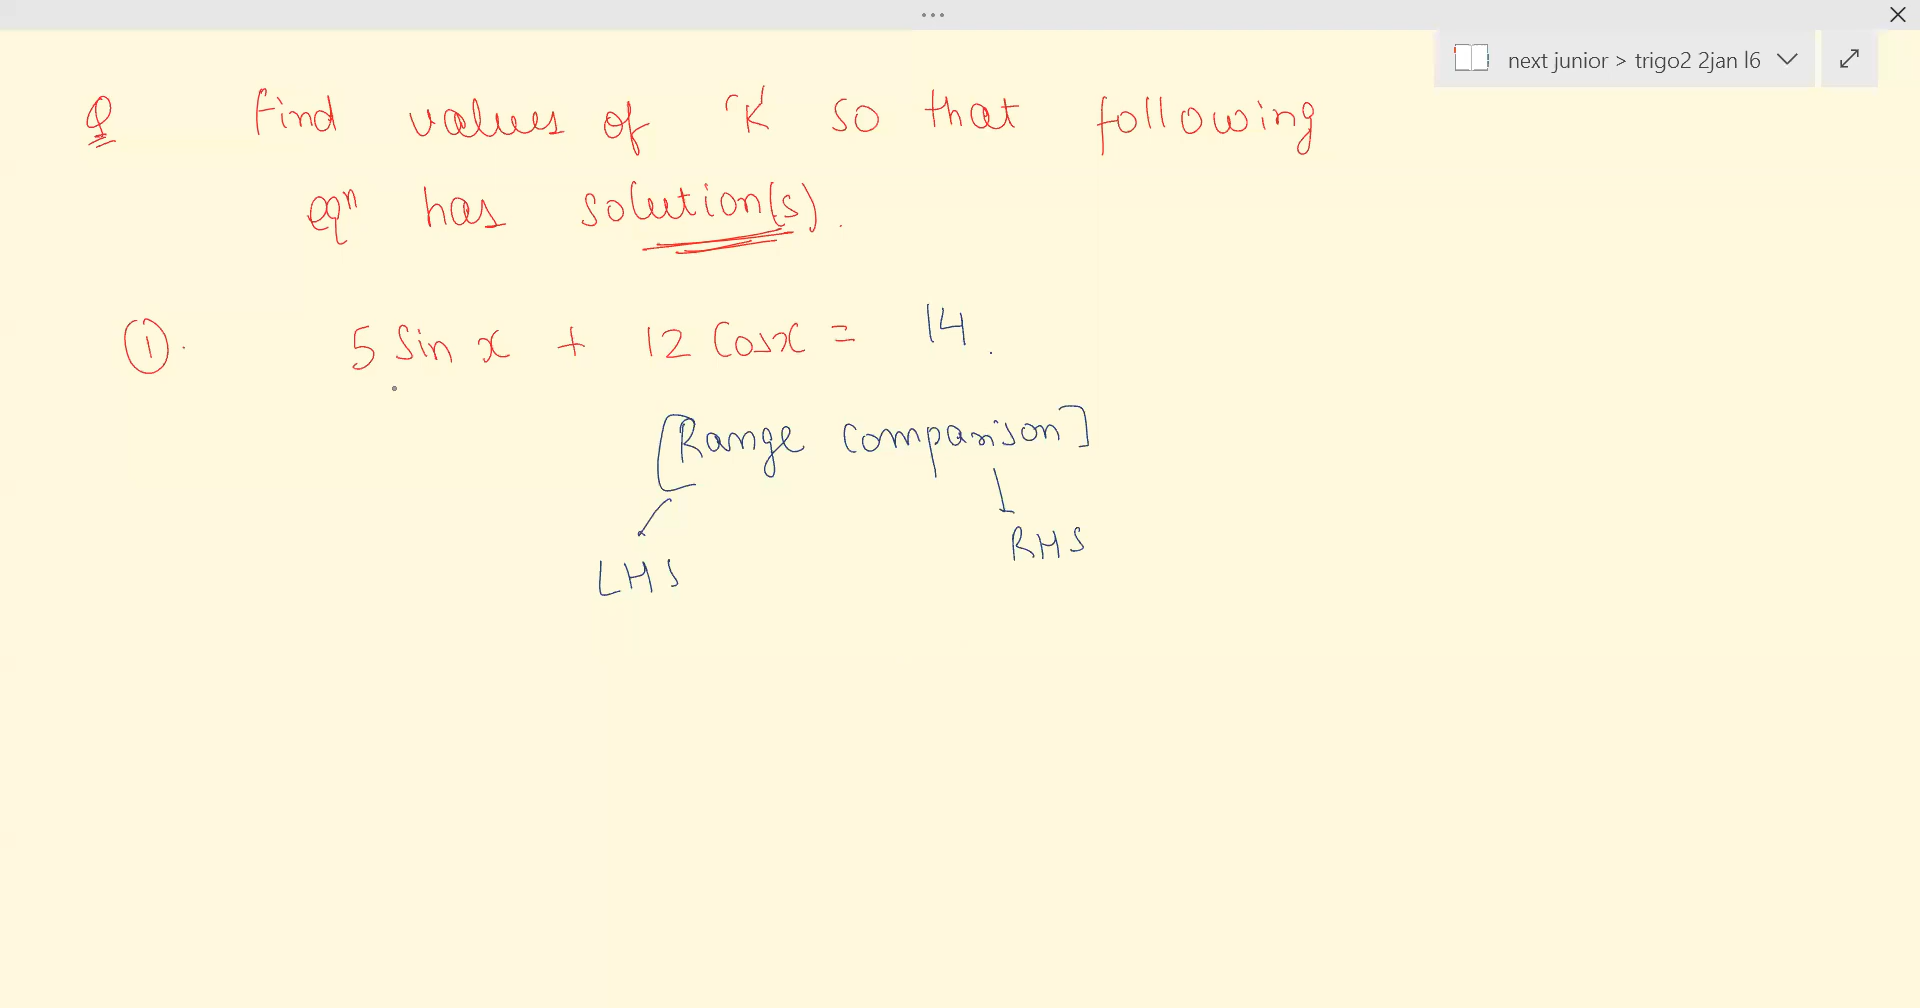 ...
next junior > trigo2 2jan l6
Q Find values of 'K' so that following
eqn has solution(s).
① . 5 Sin x + 12 Cosx = 14 .
[Range comparison]
LHS RHS